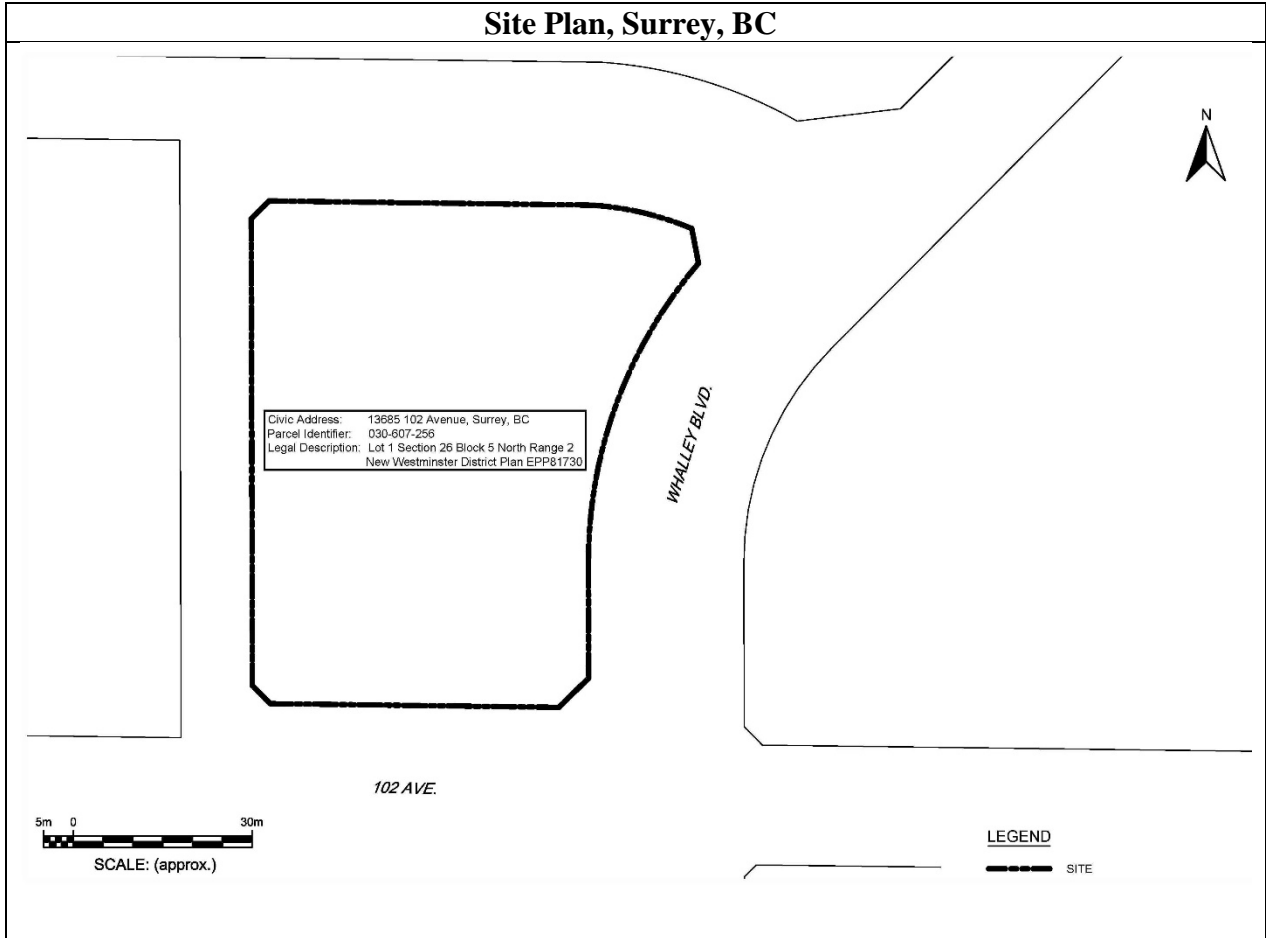 Site Plan, Surrey, BC
N
Civic Address: 13685 102 Avenue, Surrey, BC
Parcel Identifier: 030-607-256
Legal Description: Lot 1 Section 26 Block 5 North Range 2
New Westminster District Plan EPP81730
WHALLEY BLVD.
102 AVE.
5m 0 30m
SCALE: (approx.)
LEGEND
SITE